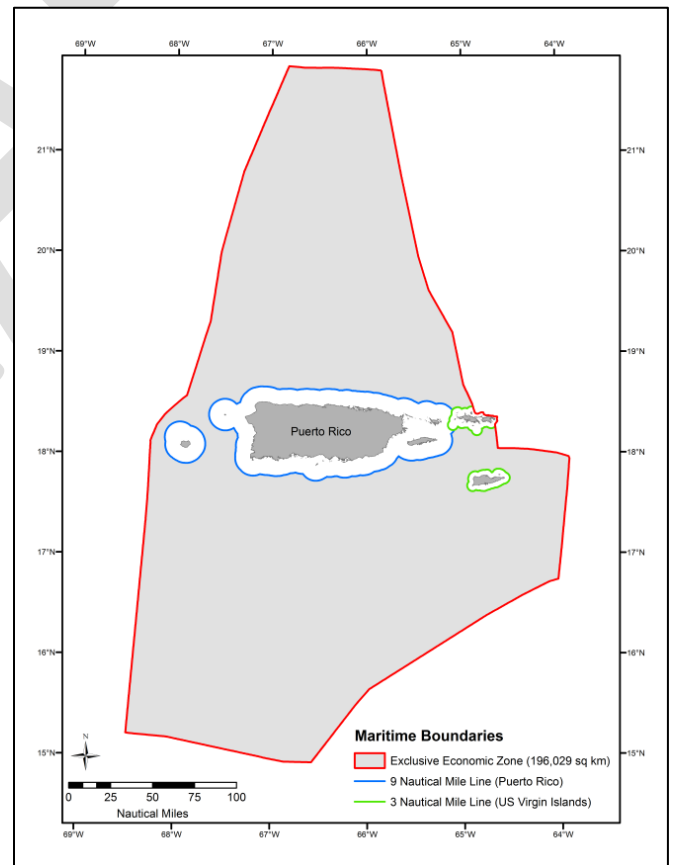 69°W 68°W 67°W 66°W 65°W 64°W
21°N 21°N
20°N 20°N
19°N 19°N
Puerto Rico
18°N 18°N
17°N 17°N
16°N 16°N
15°N 15°N
N
Maritime Boundaries
Exclusive Economic Zone (196,029 sq km)
9 Nautical Mile Line (Puerto Rico)
3 Nautical Mile Line (US Virgin Islands)
0 25 50 75 100
Nautical Miles
69°W 68°W 67°W 66°W 65°W 64°W